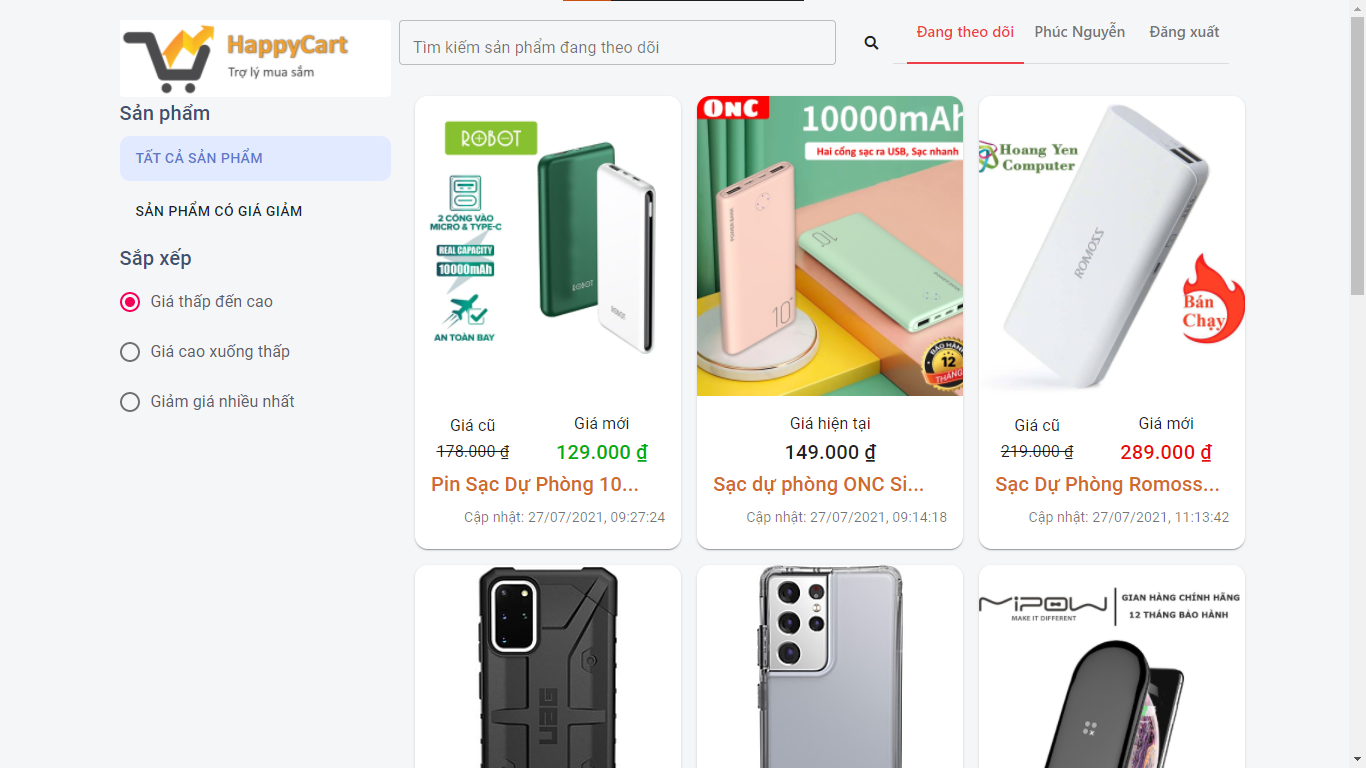 HappyCart
Trợ lý mua sắm
Tìm kiếm sản phẩm đang theo dõi
Đang theo dõi
Phúc Nguyễn
Đăng xuất
Sản phẩm
TẤT CẢ SẢN PHẨM
SẢN PHẨM CÓ GIÁ GIẢM
Sắp xếp
Giá thấp đến cao
Giá cao xuống thấp
Giảm giá nhiều nhất
ROBOT
2 CỔNG VÀO
MICRO & TYPE-C
REAL CAPACITY
10000mAh
AN TOÀN BAY
ROBOT
ROBOT
Giá cũ
Giá mới
178.000 ₫
129.000 ₫
Pin Sạc Dự Phòng 10...
Cập nhật: 27/07/2021, 09:27:24
ONC
10000mAh
Hai cổng sạc ra USB, Sạc nhanh
10
10
BẢO HÀNH
12
THÁNG
Giá hiện tại
149.000 ₫
Sạc dự phòng ONC Si...
Cập nhật: 27/07/2021, 09:14:18
Hoang Yen
Computer
ROMOSS
Bán
Chạy
Giá cũ
Giá mới
219.000 ₫
289.000 ₫
Sạc Dự Phòng Romoss...
Cập nhật: 27/07/2021, 11:13:42
UAG
MIPOW
MAKE IT DIFFERENT
GIAN HÀNG CHÍNH HÃNG
12 THÁNG BẢO HÀNH